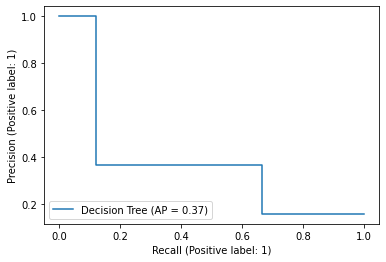 1.0
0.8
0.6
0.4
0.2
Precision (Positive label: 1)
Decision Tree (AP = 0.37)
0.0 0.2 0.4 0.6 0.8 1.0
Recall (Positive label: 1)